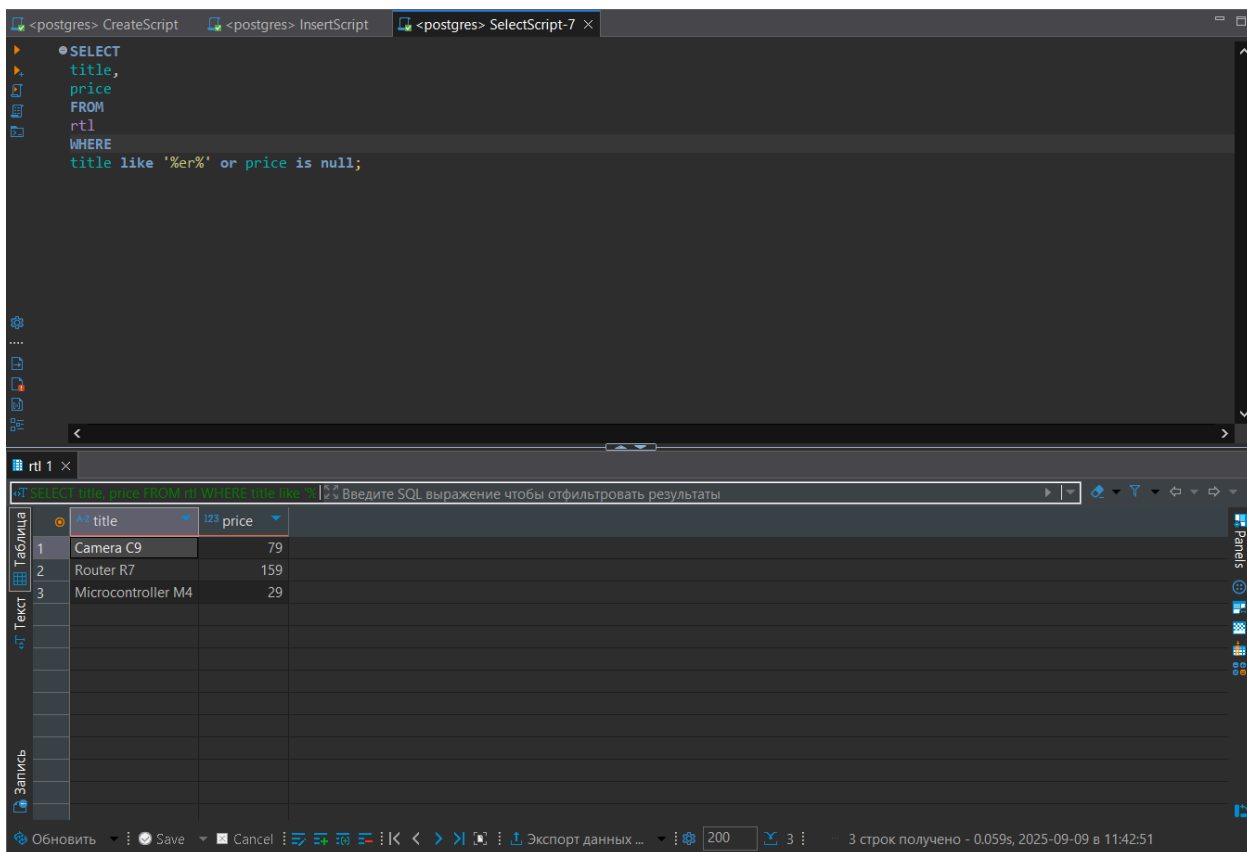 <postgres> CreateScript <postgres> InsertScript <postgres> SelectScript-7
SELECT
title,
price
FROM
rtl
WHERE
title like '%er%' or price is null;
rtl 1
SELECT title, price FROM rtl WHERE title like '% Введите SQL выражение чтобы отфильтровать результаты
Таблица
Текст
Запись
Panels
A-Z title 123 price
1 Camera C9 79
2 Router R7 159
3 Microcontroller M4 29
Обновить Save Cancel Экспорт данных ... 200 3 3 строк получено - 0.059s, 2025-09-09 в 11:42:51